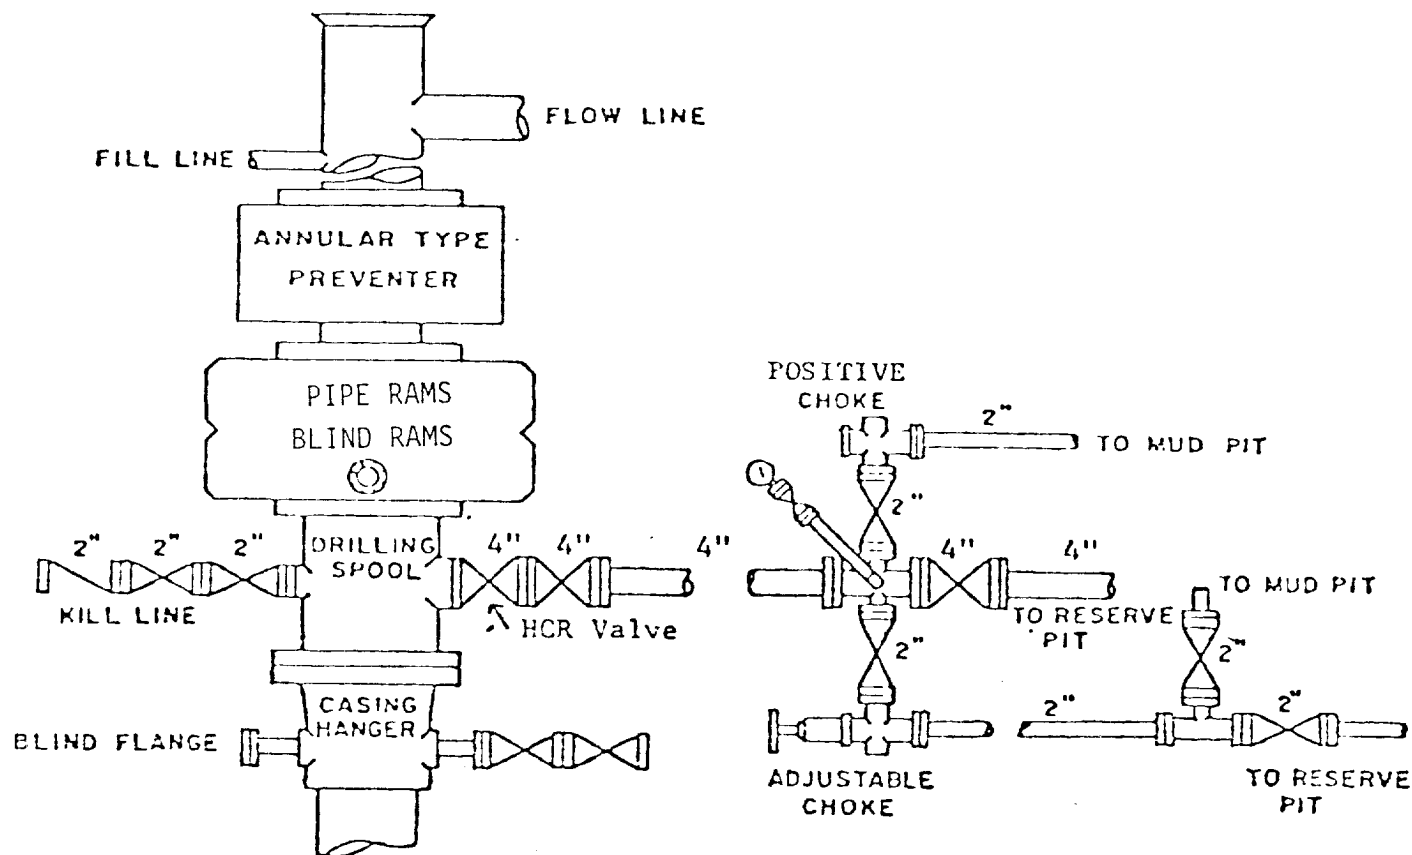 FLOW LINE
FILL LINE
ANNULAR TYPE
PREVENTER
PIPE RAMS
BLIND RAMS
POSITIVE
CHOKE
2"
TO MUD PIT
2"
2" 2" 2"
DRILLING
SPOOL
4" 4" 4"
4" 4"
KILL LINE
HCR Valve
TO RESERVE
PIT
TO MUD PIT
2"
2"
CASING
HANGER
BLIND FLANGE
2"
2"
ADJUSTABLE
CHOKE
TO RESERVE
PIT